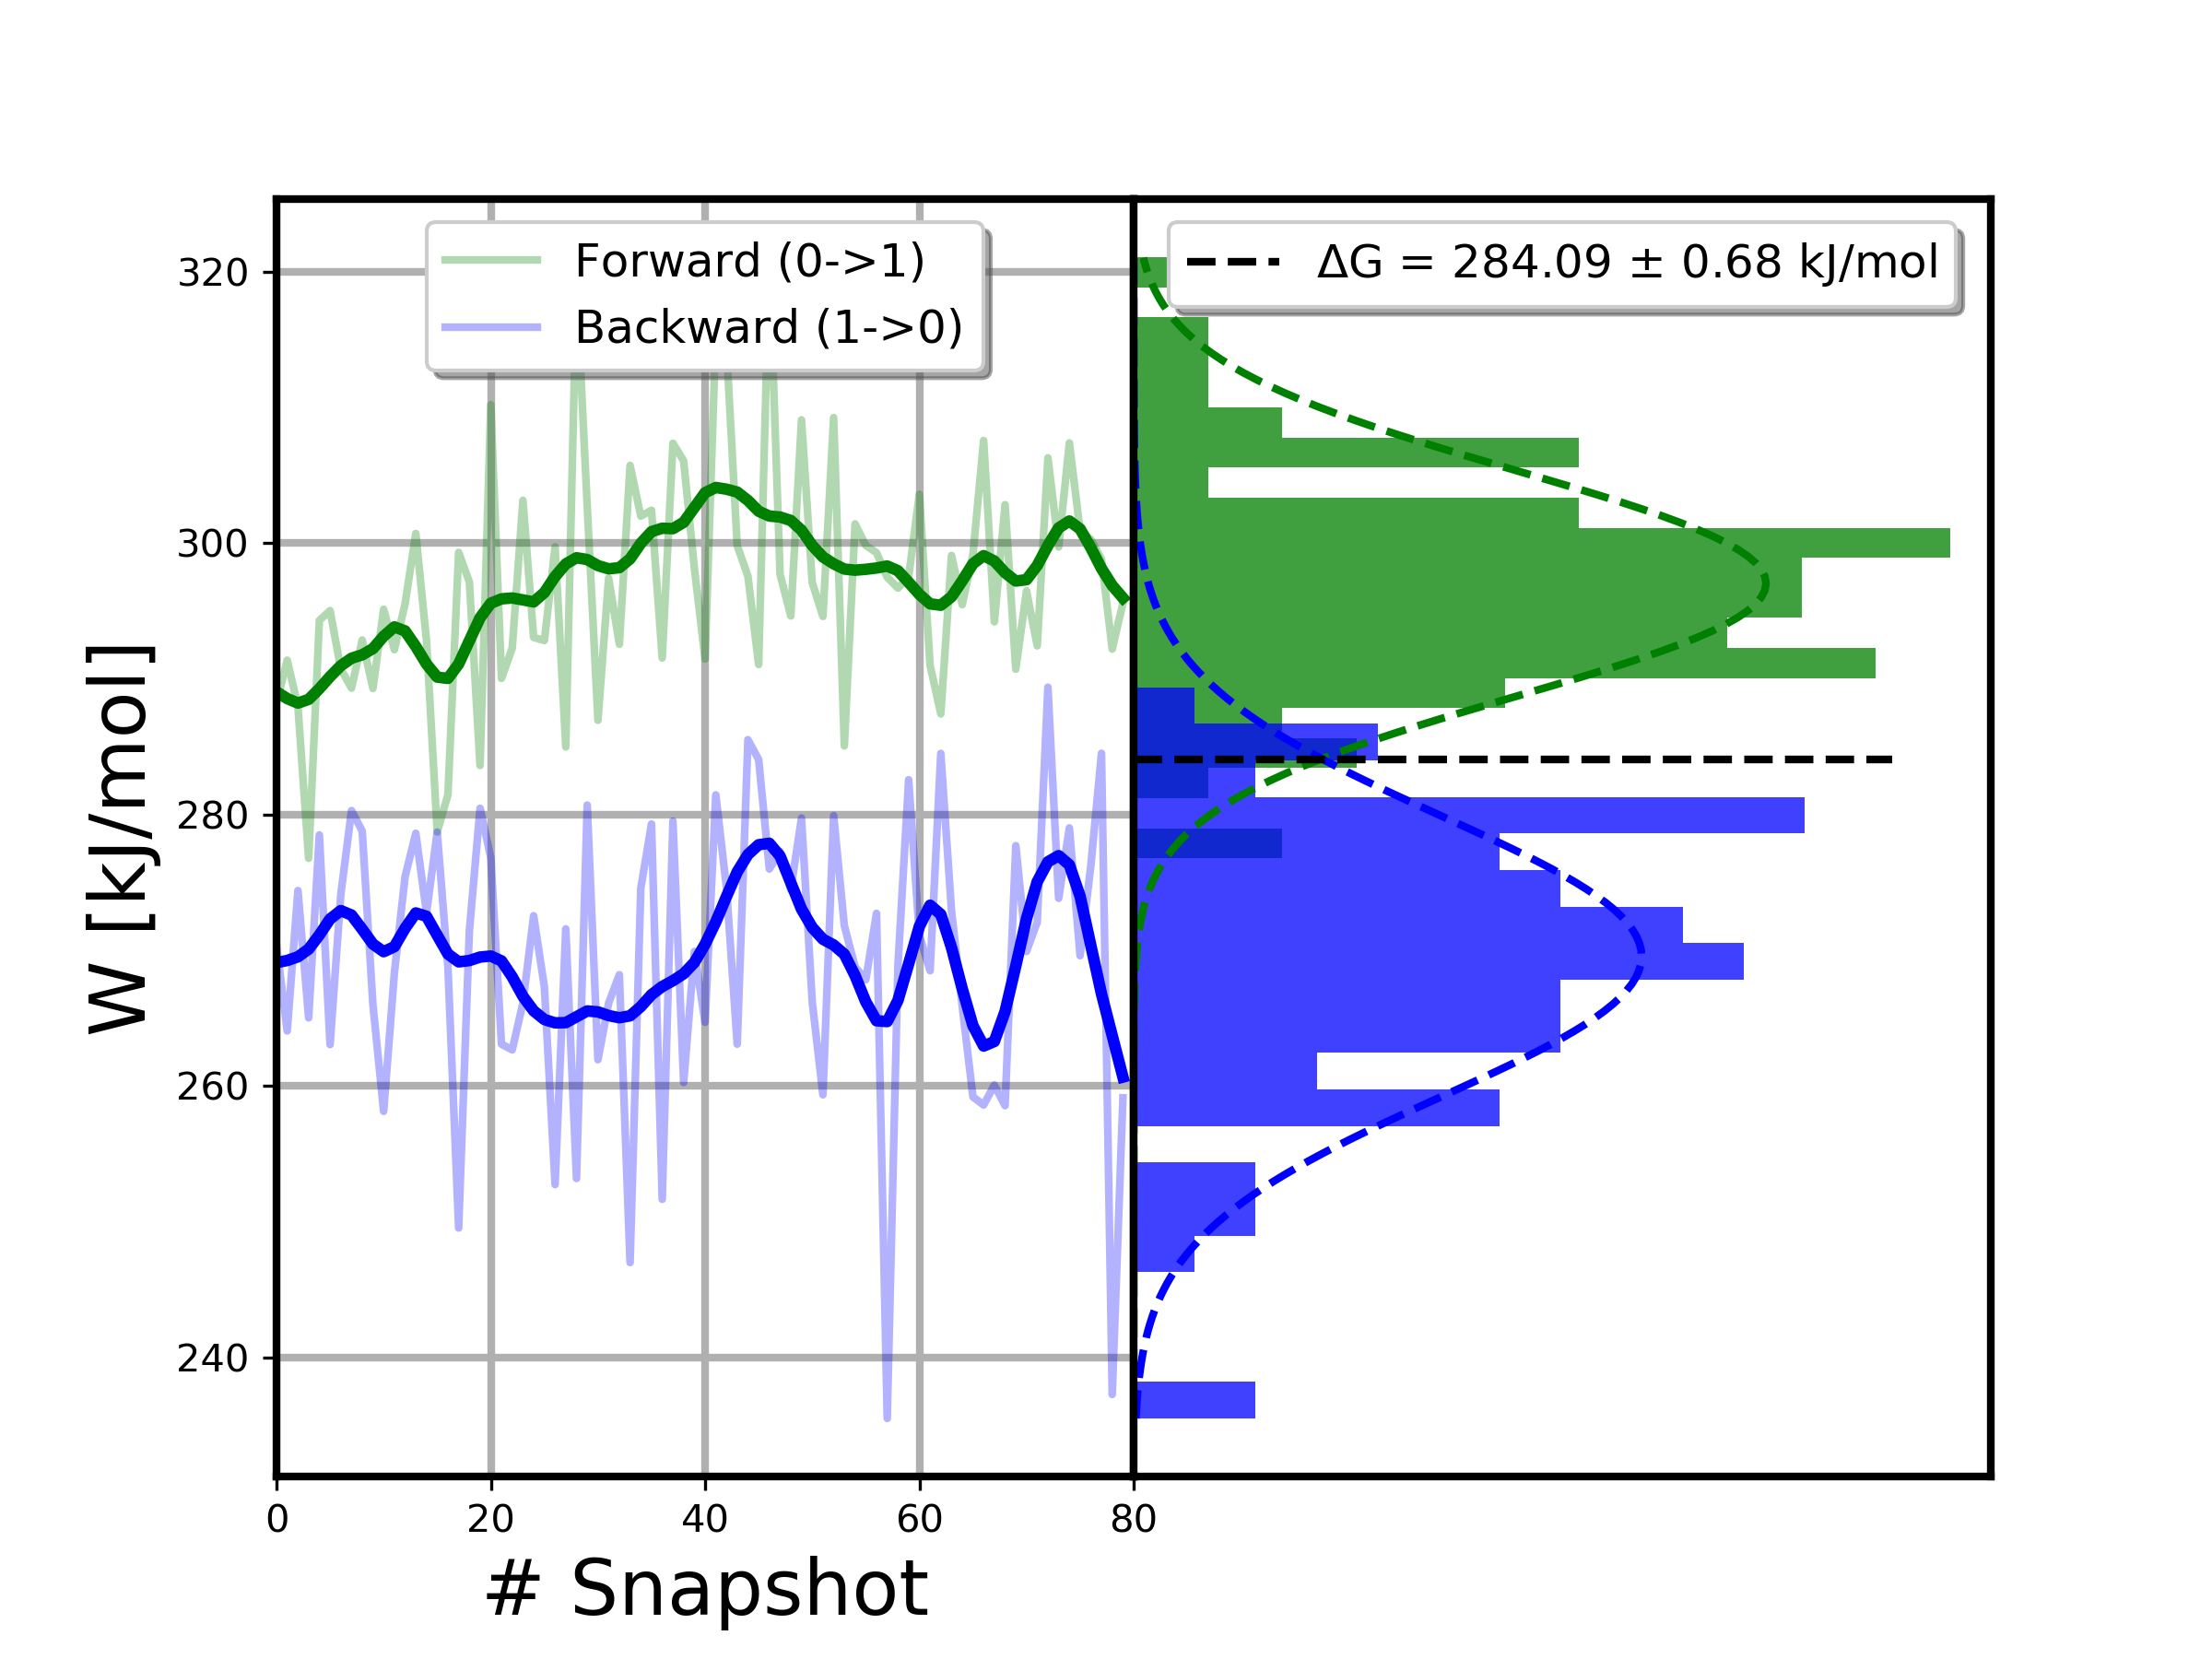 Forward (0->1)
Backward (1->0)
ΔG = 284.09 ± 0.68 kJ/mol
W [kJ/mol]
320
300
280
260
240
0 20 40 60 80
# Snapshot